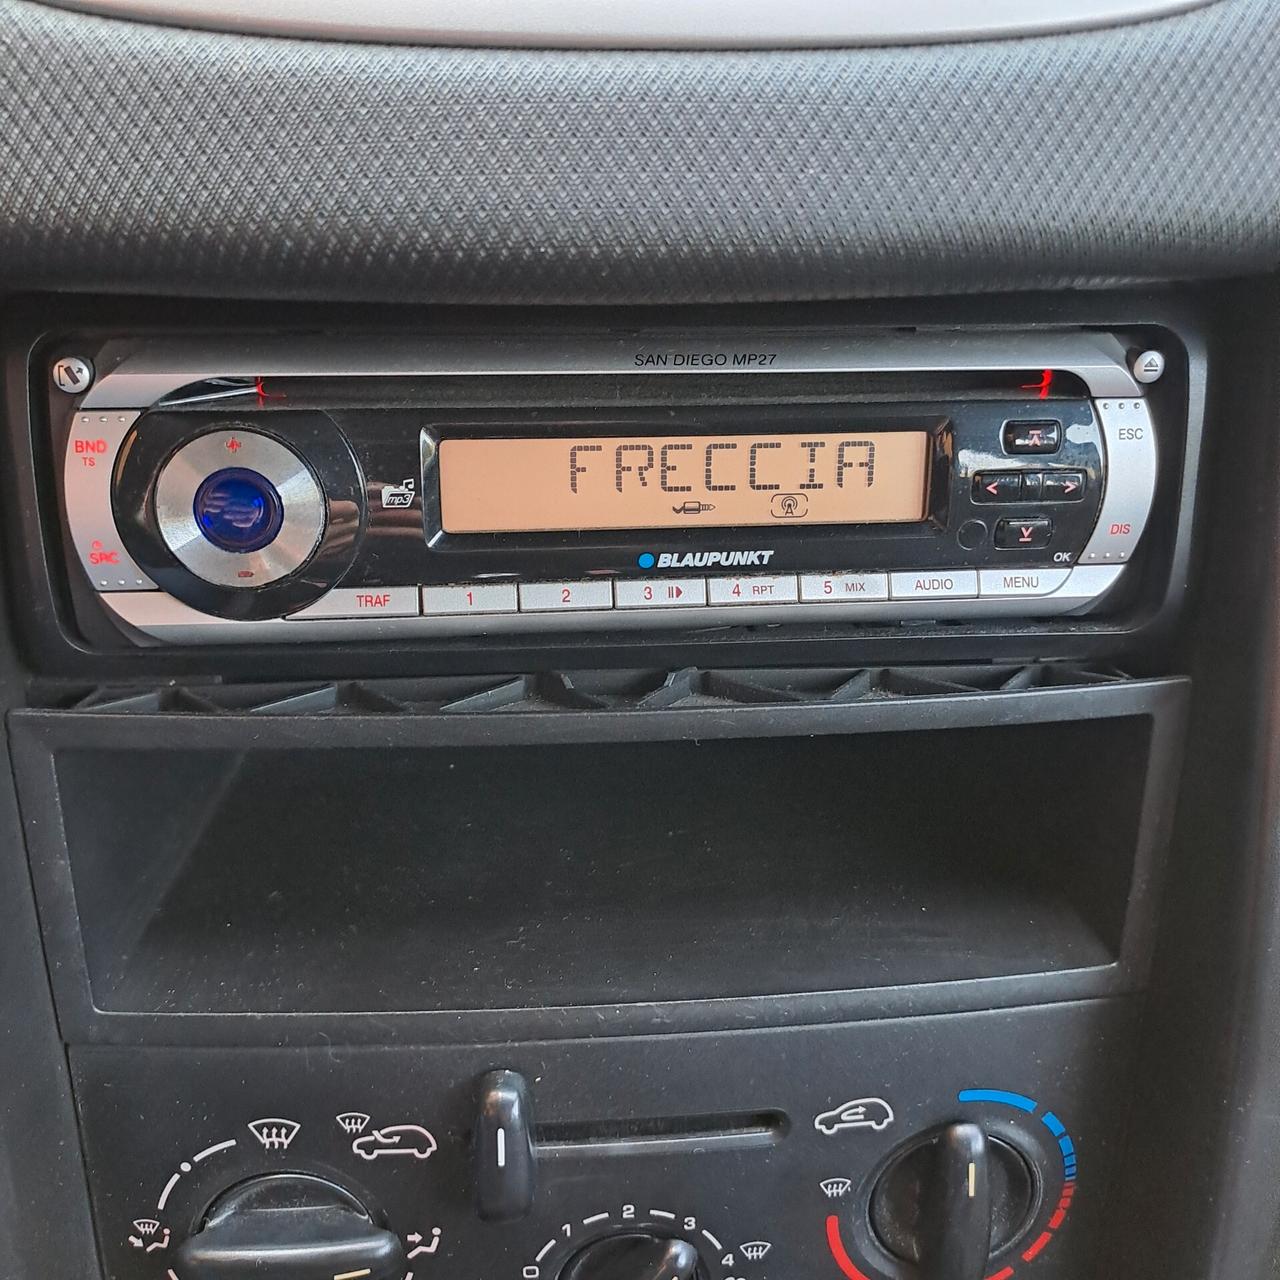 SAN DIEGO MP27
BND
TS
ESC
FRECCIA
mp3
SRC
DIS
BLAUPUNKT
OK
TRAF 1 2 3 4 RPT 5 MIX AUDIO MENU
0 1 2 3 4